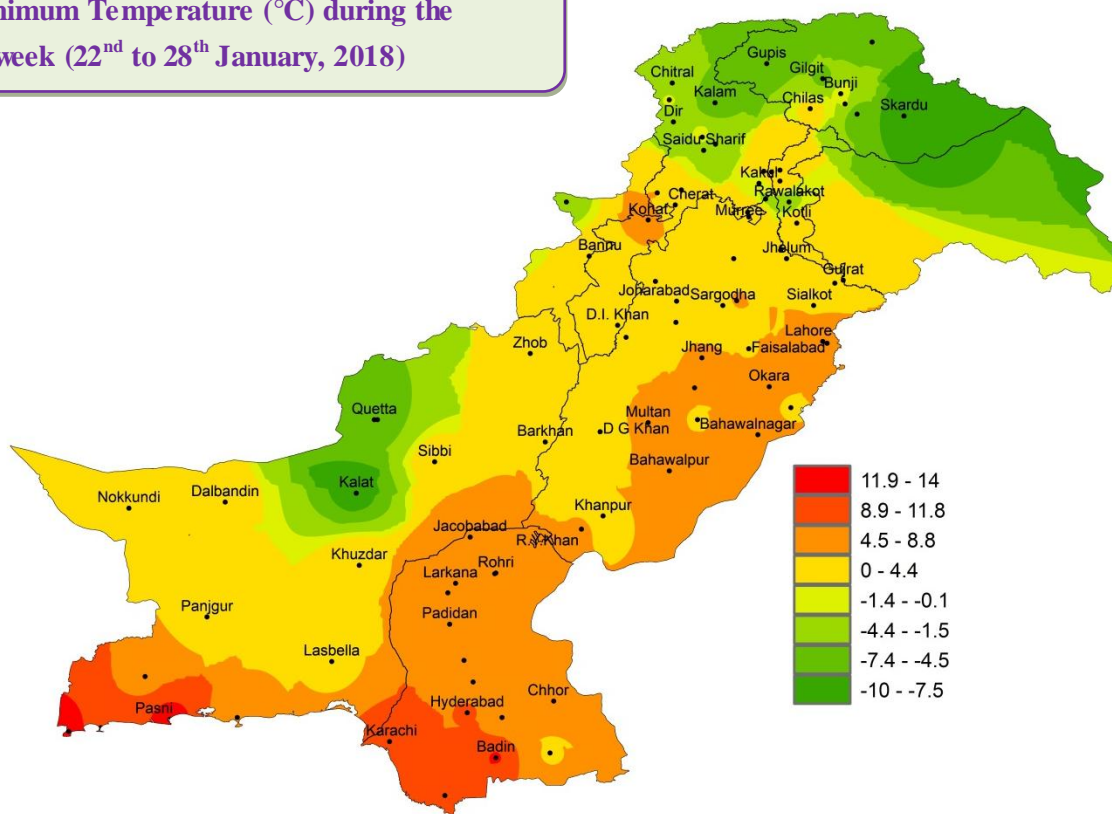 nimum Temperature (°C) during the
week (22nd to 28th January, 2018)
Gupis
Chitral
Gilgit
Bunji
Kalam
Chilas
Skardu
Dir
Saidu Sharif
Kakul
Rawalakot
Cherat
Kohat
Murree
Kotli
Bannu
Jhelum
Gujrat
Joharabad
Sargodha
Sialkot
D.I. Khan
Lahore
Zhob
Jhang
Faisalabad
Okara
Quetta
Multan
Barkhan
D G Khan
Bahawalnagar
Sibbi
Bahawalpur
Kalat
Dalbandin
Nokkundi
Khanpur
Jacobabad
R.Y.Khan
Khuzdar
Rohri
Larkana
Panjgur
Padidan
Lasbella
Chhor
Pasni
Hyderabad
Karachi
Badin
11.9 - 14
8.9 - 11.8
4.5 - 8.8
0 - 4.4
-1.4 - -0.1
-4.4 - -1.5
-7.4 - -4.5
-10 - -7.5